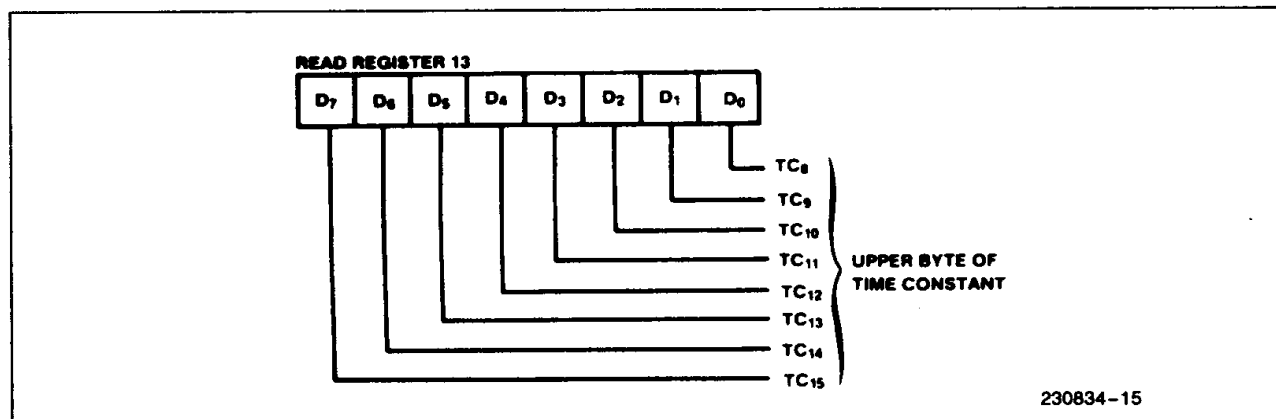 READ REGISTER 13
D₇ D₆ D₅ D₄ D₃ D₂ D₁ D₀
TC₈
TC₉
TC₁₀
TC₁₁
TC₁₂
TC₁₃
TC₁₄
TC₁₅
UPPER BYTE OF
TIME CONSTANT
230834–15